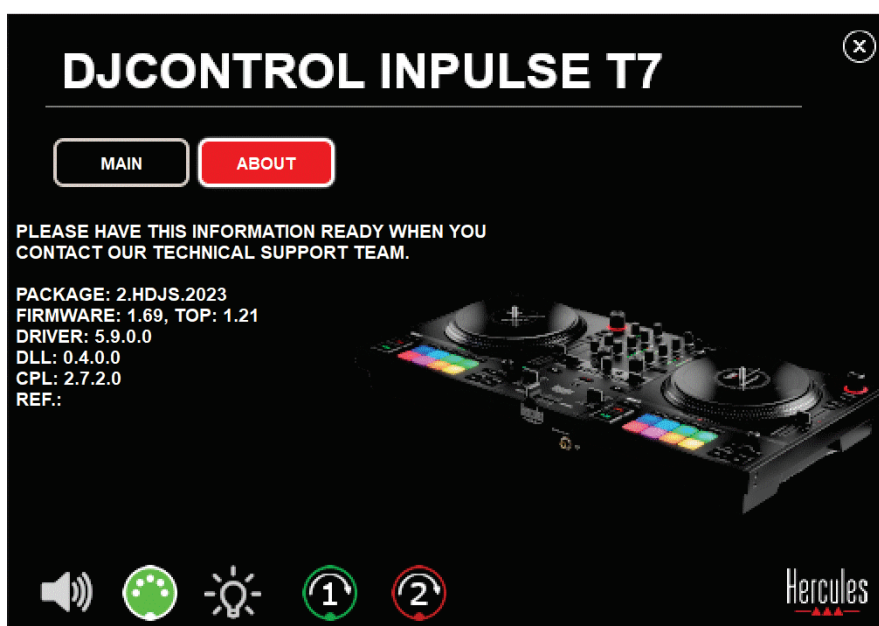 DJCONTROL INPULSE T7
MAIN
ABOUT
PLEASE HAVE THIS INFORMATION READY WHEN YOU
CONTACT OUR TECHNICAL SUPPORT TEAM.
PACKAGE: 2.HDJS.2023
FIRMWARE: 1.69, TOP: 1.21
DRIVER: 5.9.0.0
DLL: 0.4.0.0
CPL: 2.7.2.0
REF.:
1
2
Hercules